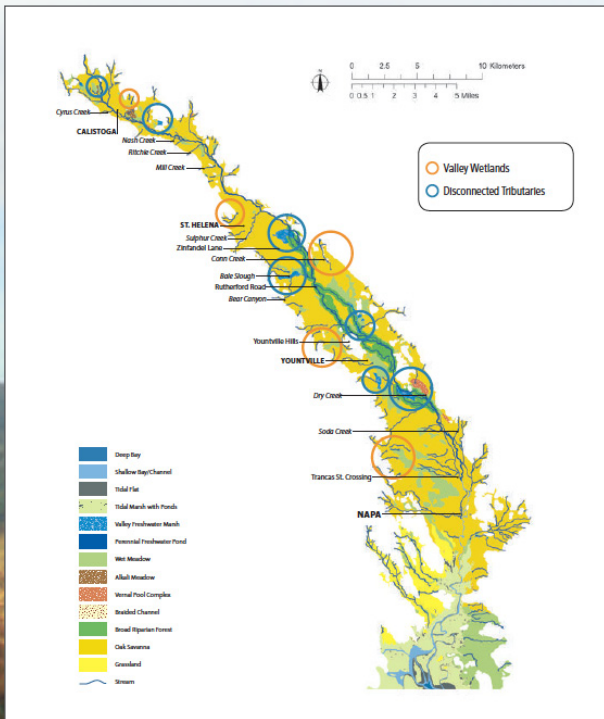 N
0 2.5 5 10 Kilometers
0 0.5 1 2 3 4 5 Miles
Valley Wetlands
Disconnected Tributaries
Cyrus Creek
CALISTOGA
Nash Creek
Ritchie Creek
Mill Creek
ST. HELENA
Sulphur Creek
Zinfandel Lane
Conn Creek
Bale Slough
Rutherford Road
Bear Canyon
Yountville Hills
YOUNTVILLE
Dry Creek
Soda Creek
Trancas St. Crossing
NAPA
Deep Bay
Shallow Bay/Channel
Tidal Flat
Tidal Marsh with Ponds
Valley Freshwater Marsh
Perennial Freshwater Pond
Wet Meadow
Alkali Meadow
Vernal Pool Complex
Braided Channel
Broad Riparian Forest
Oak Savanna
Grassland
Stream